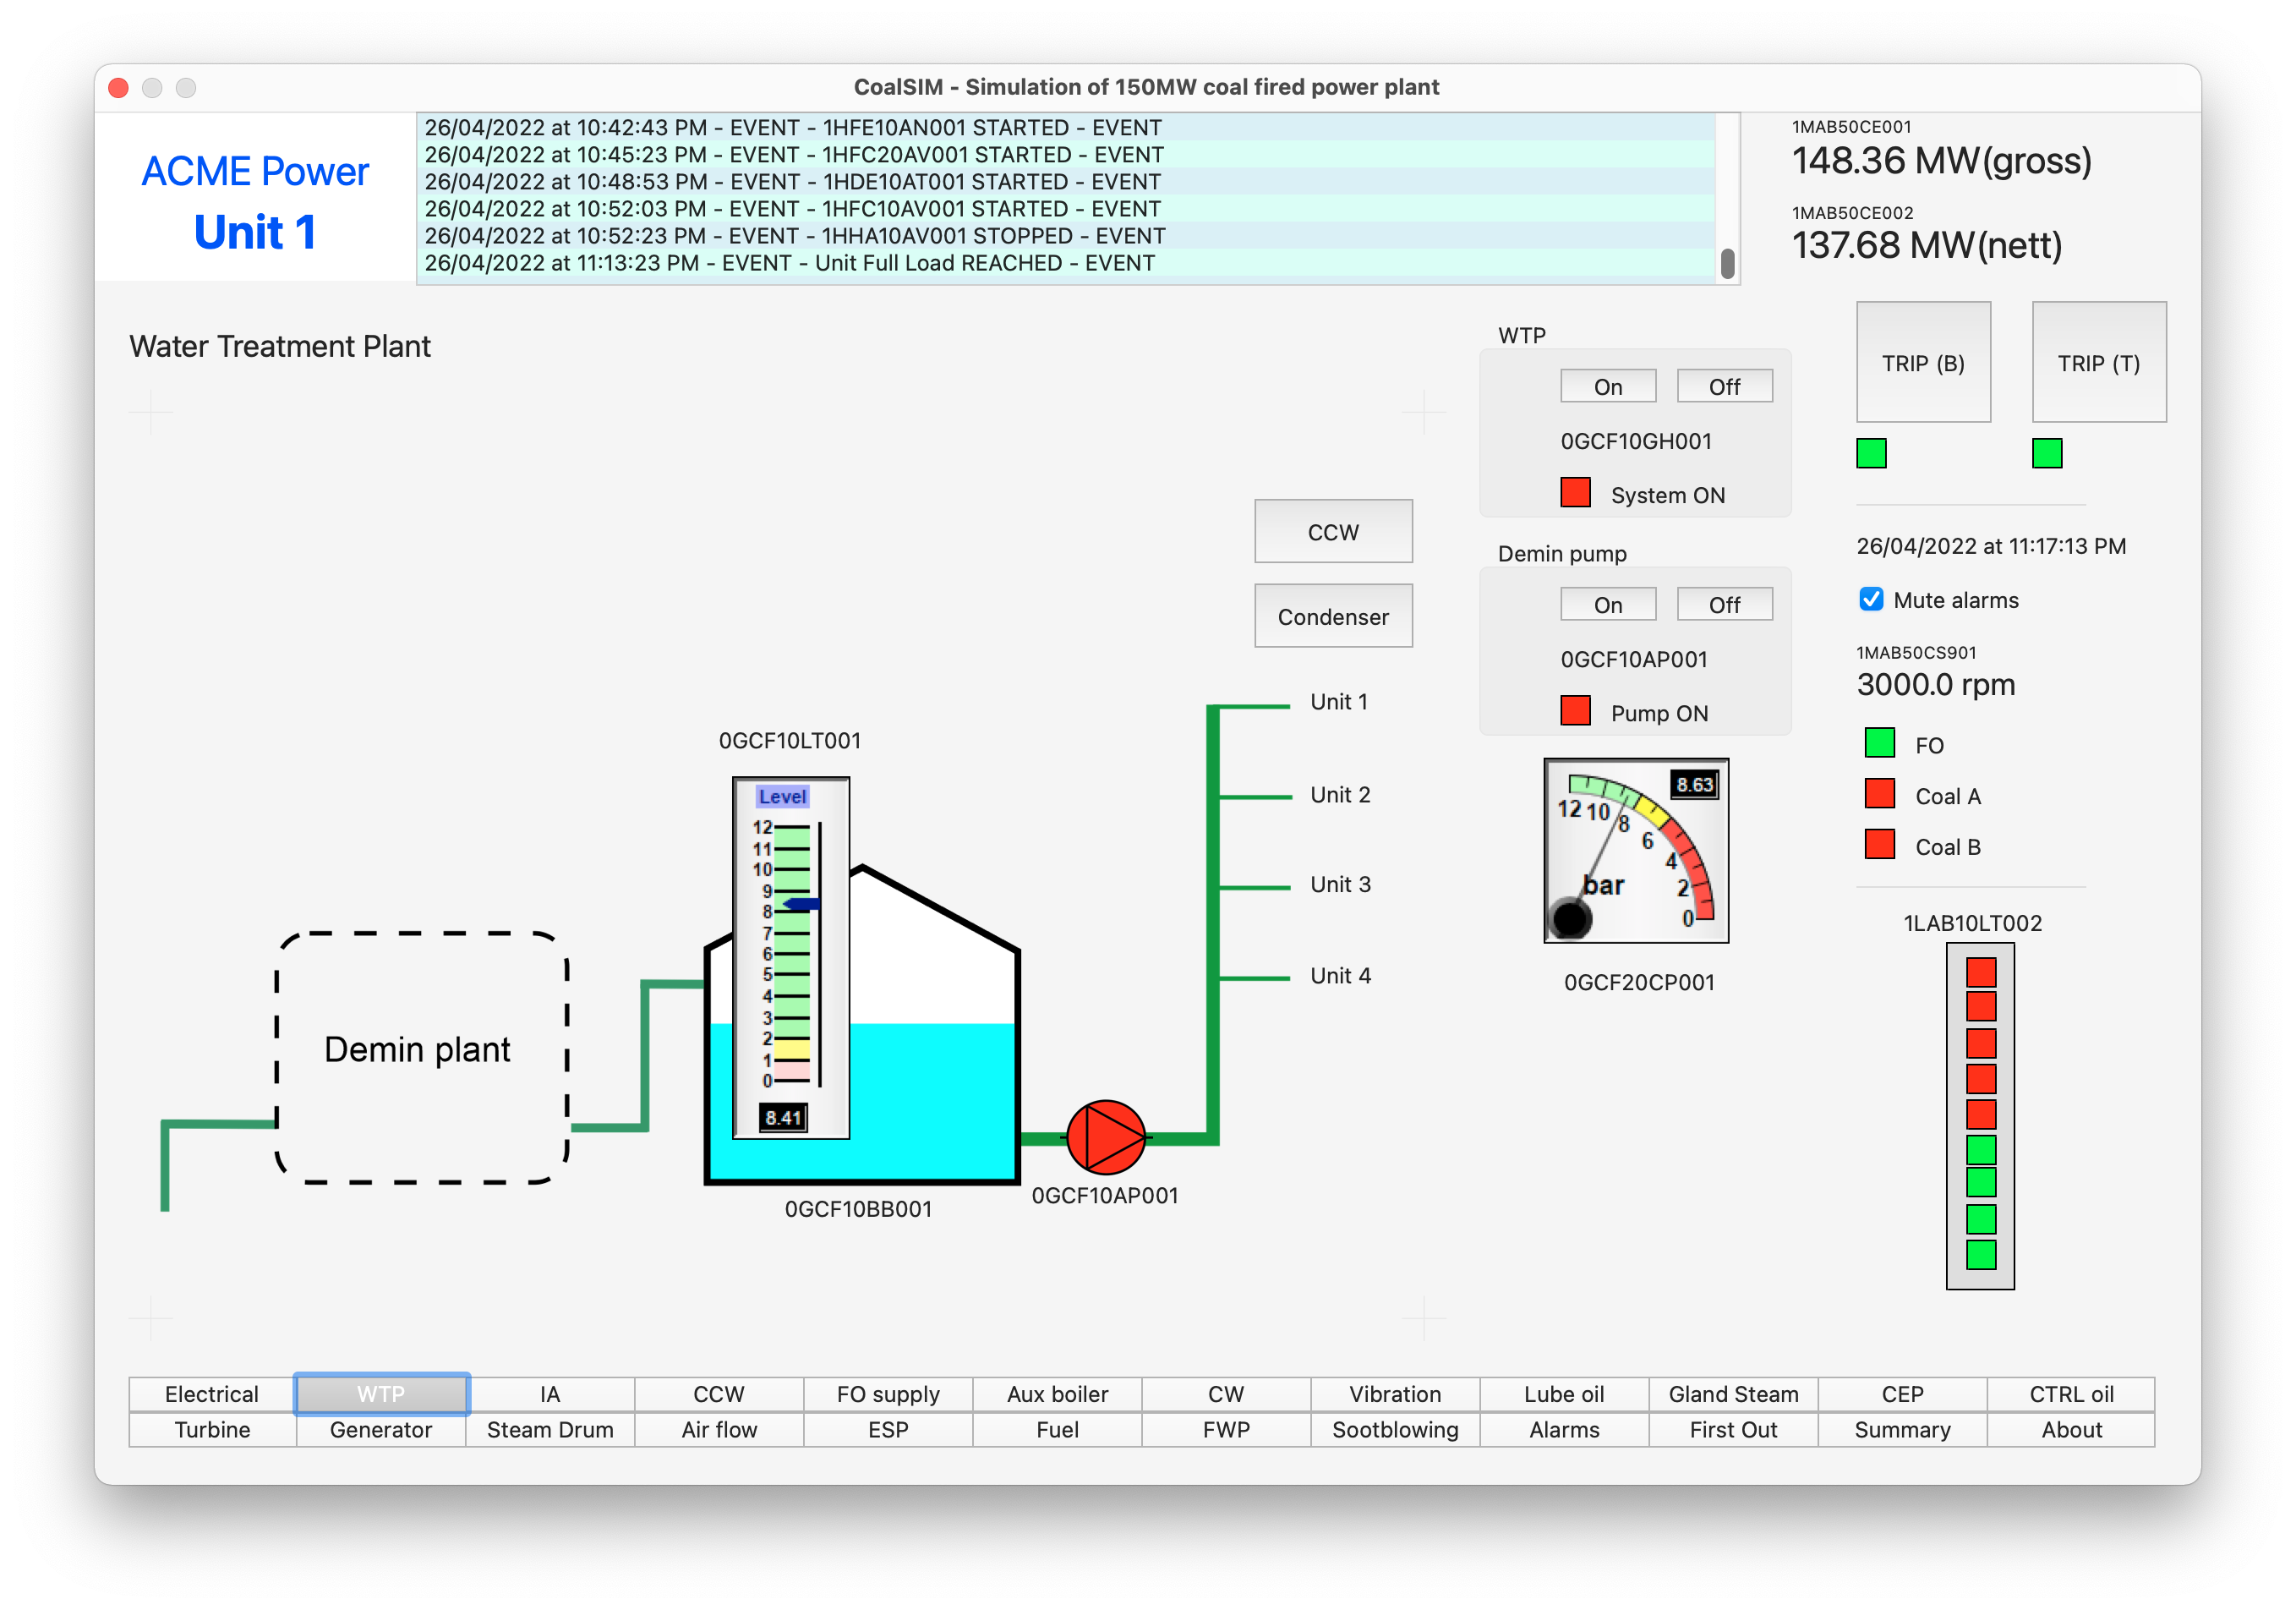 CoalSIM - Simulation of 150MW coal fired power plant
ACME Power
Unit 1
26/04/2022 at 10:42:43 PM - EVENT - 1HFE10AN001 STARTED - EVENT
26/04/2022 at 10:45:23 PM - EVENT - 1HFC20AV001 STARTED - EVENT
26/04/2022 at 10:48:53 PM - EVENT - 1HDE10AT001 STARTED - EVENT
26/04/2022 at 10:52:03 PM - EVENT - 1HFC10AV001 STARTED - EVENT
26/04/2022 at 10:52:23 PM - EVENT - 1HHA10AV001 STOPPED - EVENT
26/04/2022 at 11:13:23 PM - EVENT - Unit Full Load REACHED - EVENT
1MAB50CE001
148.36 MW(gross)
1MAB50CE002
137.68 MW(nett)
Water Treatment Plant
CCW
Condenser
Unit 1
Unit 2
Unit 3
Unit 4
0GCF10LT001
Level
12
11
10
9
8
7
6
5
4
3
2
1
0
8.41
Demin plant
0GCF10BB001
0GCF10AP001
WTP
On Off
0GCF10GH001
System ON
Demin pump
On Off
0GCF10AP001
Pump ON
8.63
12 10 8 6 4 2 0
bar
0GCF20CP001
TRIP (B) TRIP (T)
26/04/2022 at 11:17:13 PM
Mute alarms
1MAB50CS901
3000.0 rpm
FO
Coal A
Coal B
1LAB10LT002
Electrical WTP IA CCW FO supply Aux boiler CW Vibration Lube oil Gland Steam CEP CTRL oil
Turbine Generator Steam Drum Air flow ESP Fuel FWP Sootblowing Alarms First Out Summary About